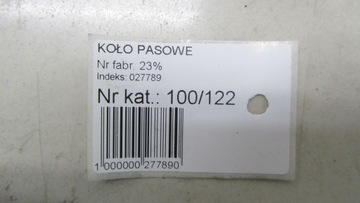 KOŁO PASOWE
Nr fabr. 23%
Indeks: 027789
Nr kat.: 100/122
1 000000 277890